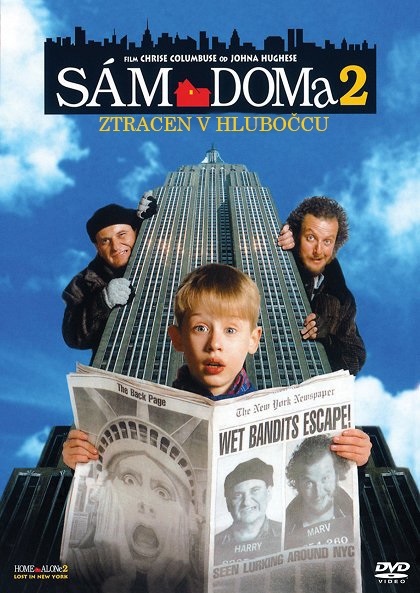 FILM CHRISE COLUMBUSE OD JOHNA HUGHESE
SÁM DOMa 2
ZTRACEN V HLUBOČCU
The Back Page
The New York Newspaper
WET BANDITS ESCAPE!
HARRY
MARV
SEEN LURKING AROUND NYC
HOME ALONe 2
LOST IN NEW YORK
DVD
VIDEO